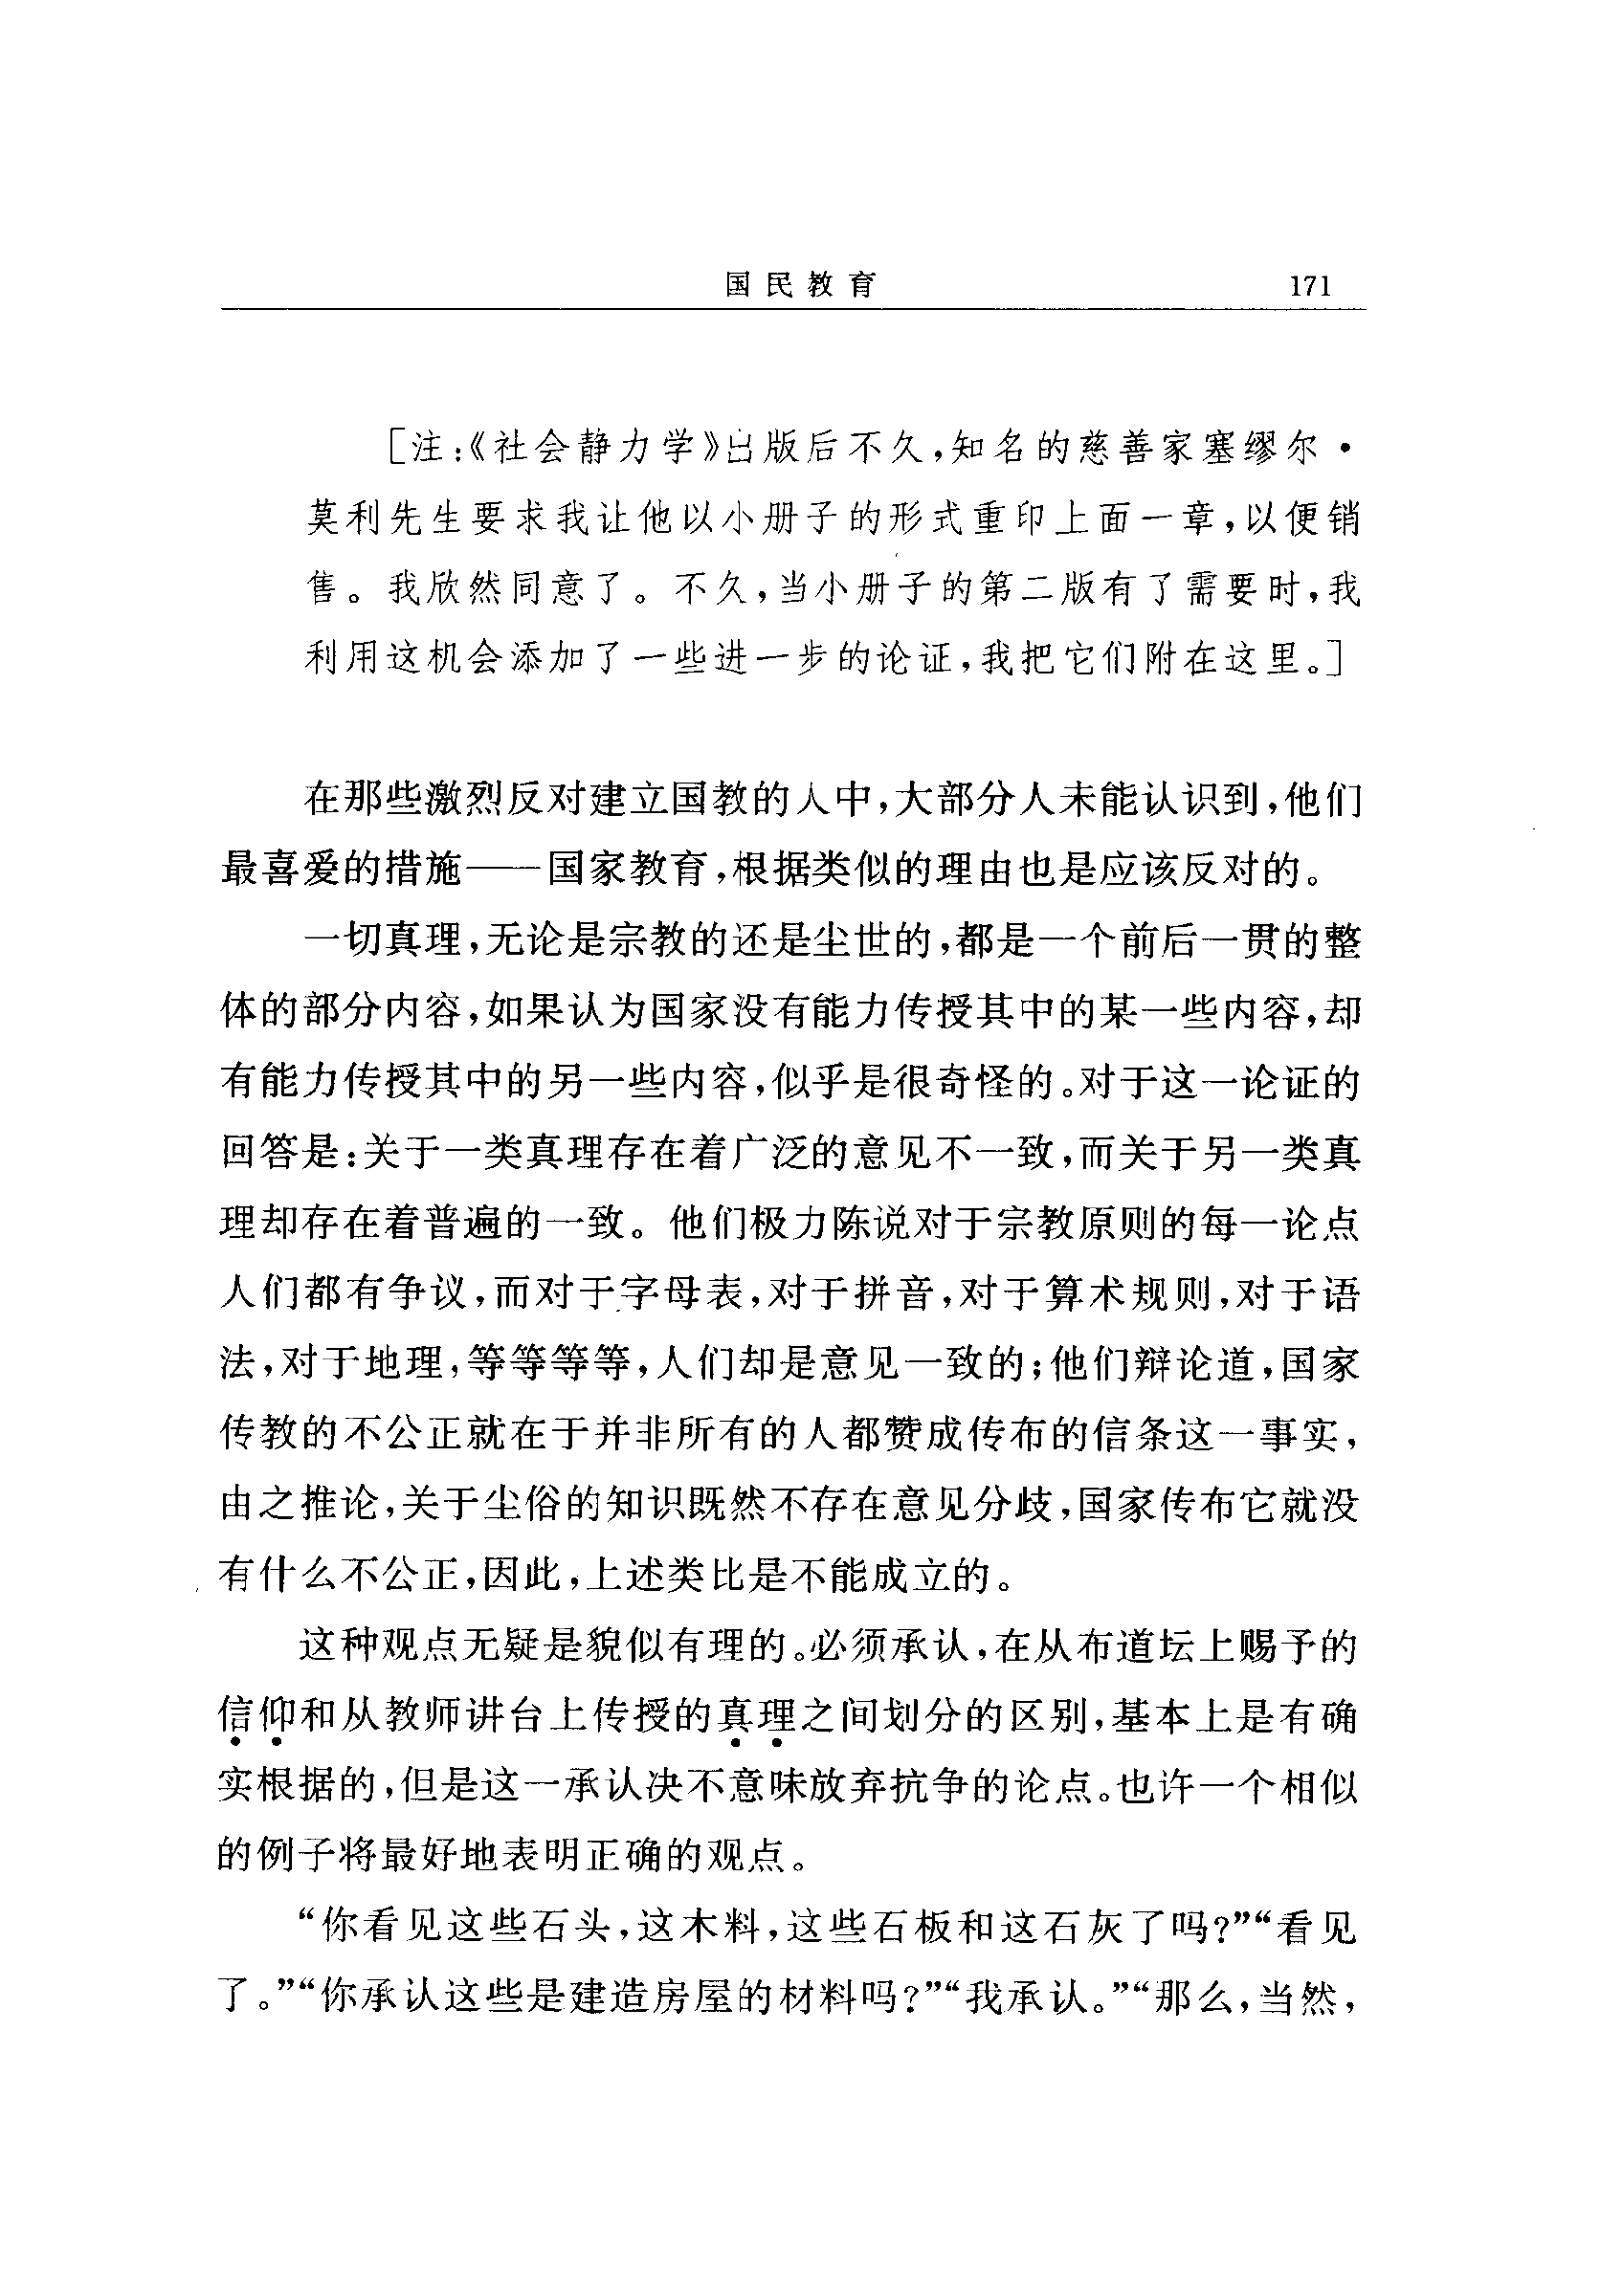 国民教育 171
[注:《社会静力学》出版后不久,知名的慈善家塞缪尔·
莫利先生要求我让他以小册子的形式重印上面一章,以便销
售。我欣然同意了。不久,当小册子的第二版有了需要时,我
利用这机会添加了一些进一步的论证,我把它们附在这里。]
在那些激烈反对建立国教的人中,大部分人未能认识到,他们
最喜爱的措施——国家教育,根据类似的理由也是应该反对的。
一切真理,无论是宗教的还是尘世的,都是一个前后一贯的整
体的部分内容,如果认为国家没有能力传授其中的某一些内容,却
有能力传授其中的另一些内容,似乎是很奇怪的。对于这一论证的
回答是:关于一类真理存在着广泛的意见不一致,而关于另一类真
理却存在着普遍的一致。他们极力陈说对于宗教原则的每一论点
人们都有争议,而对于字母表,对于拼音,对于算术规则,对于语
法,对于地理,等等等等,人们却是意见一致的;他们辩论道,国家
传教的不公正就在于并非所有的人都赞成传布的信条这一事实,
由之推论,关于尘俗的知识既然不存在意见分歧,国家传布它就没
有什么不公正,因此,上述类比是不能成立的。
这种观点无疑是貌似有理的。必须承认,在从布道坛上赐予的
信仰和从教师讲台上传授的真理之间划分的区别,基本上是有确
实根据的,但是这一承认决不意味放弃抗争的论点。也许一个相似
的例子将最好地表明正确的观点。
“你看见这些石头,这木料,这些石板和这石灰了吗?”“看见
了。”“你承认这些是建造房屋的材料吗?”“我承认。”“那么,当然,